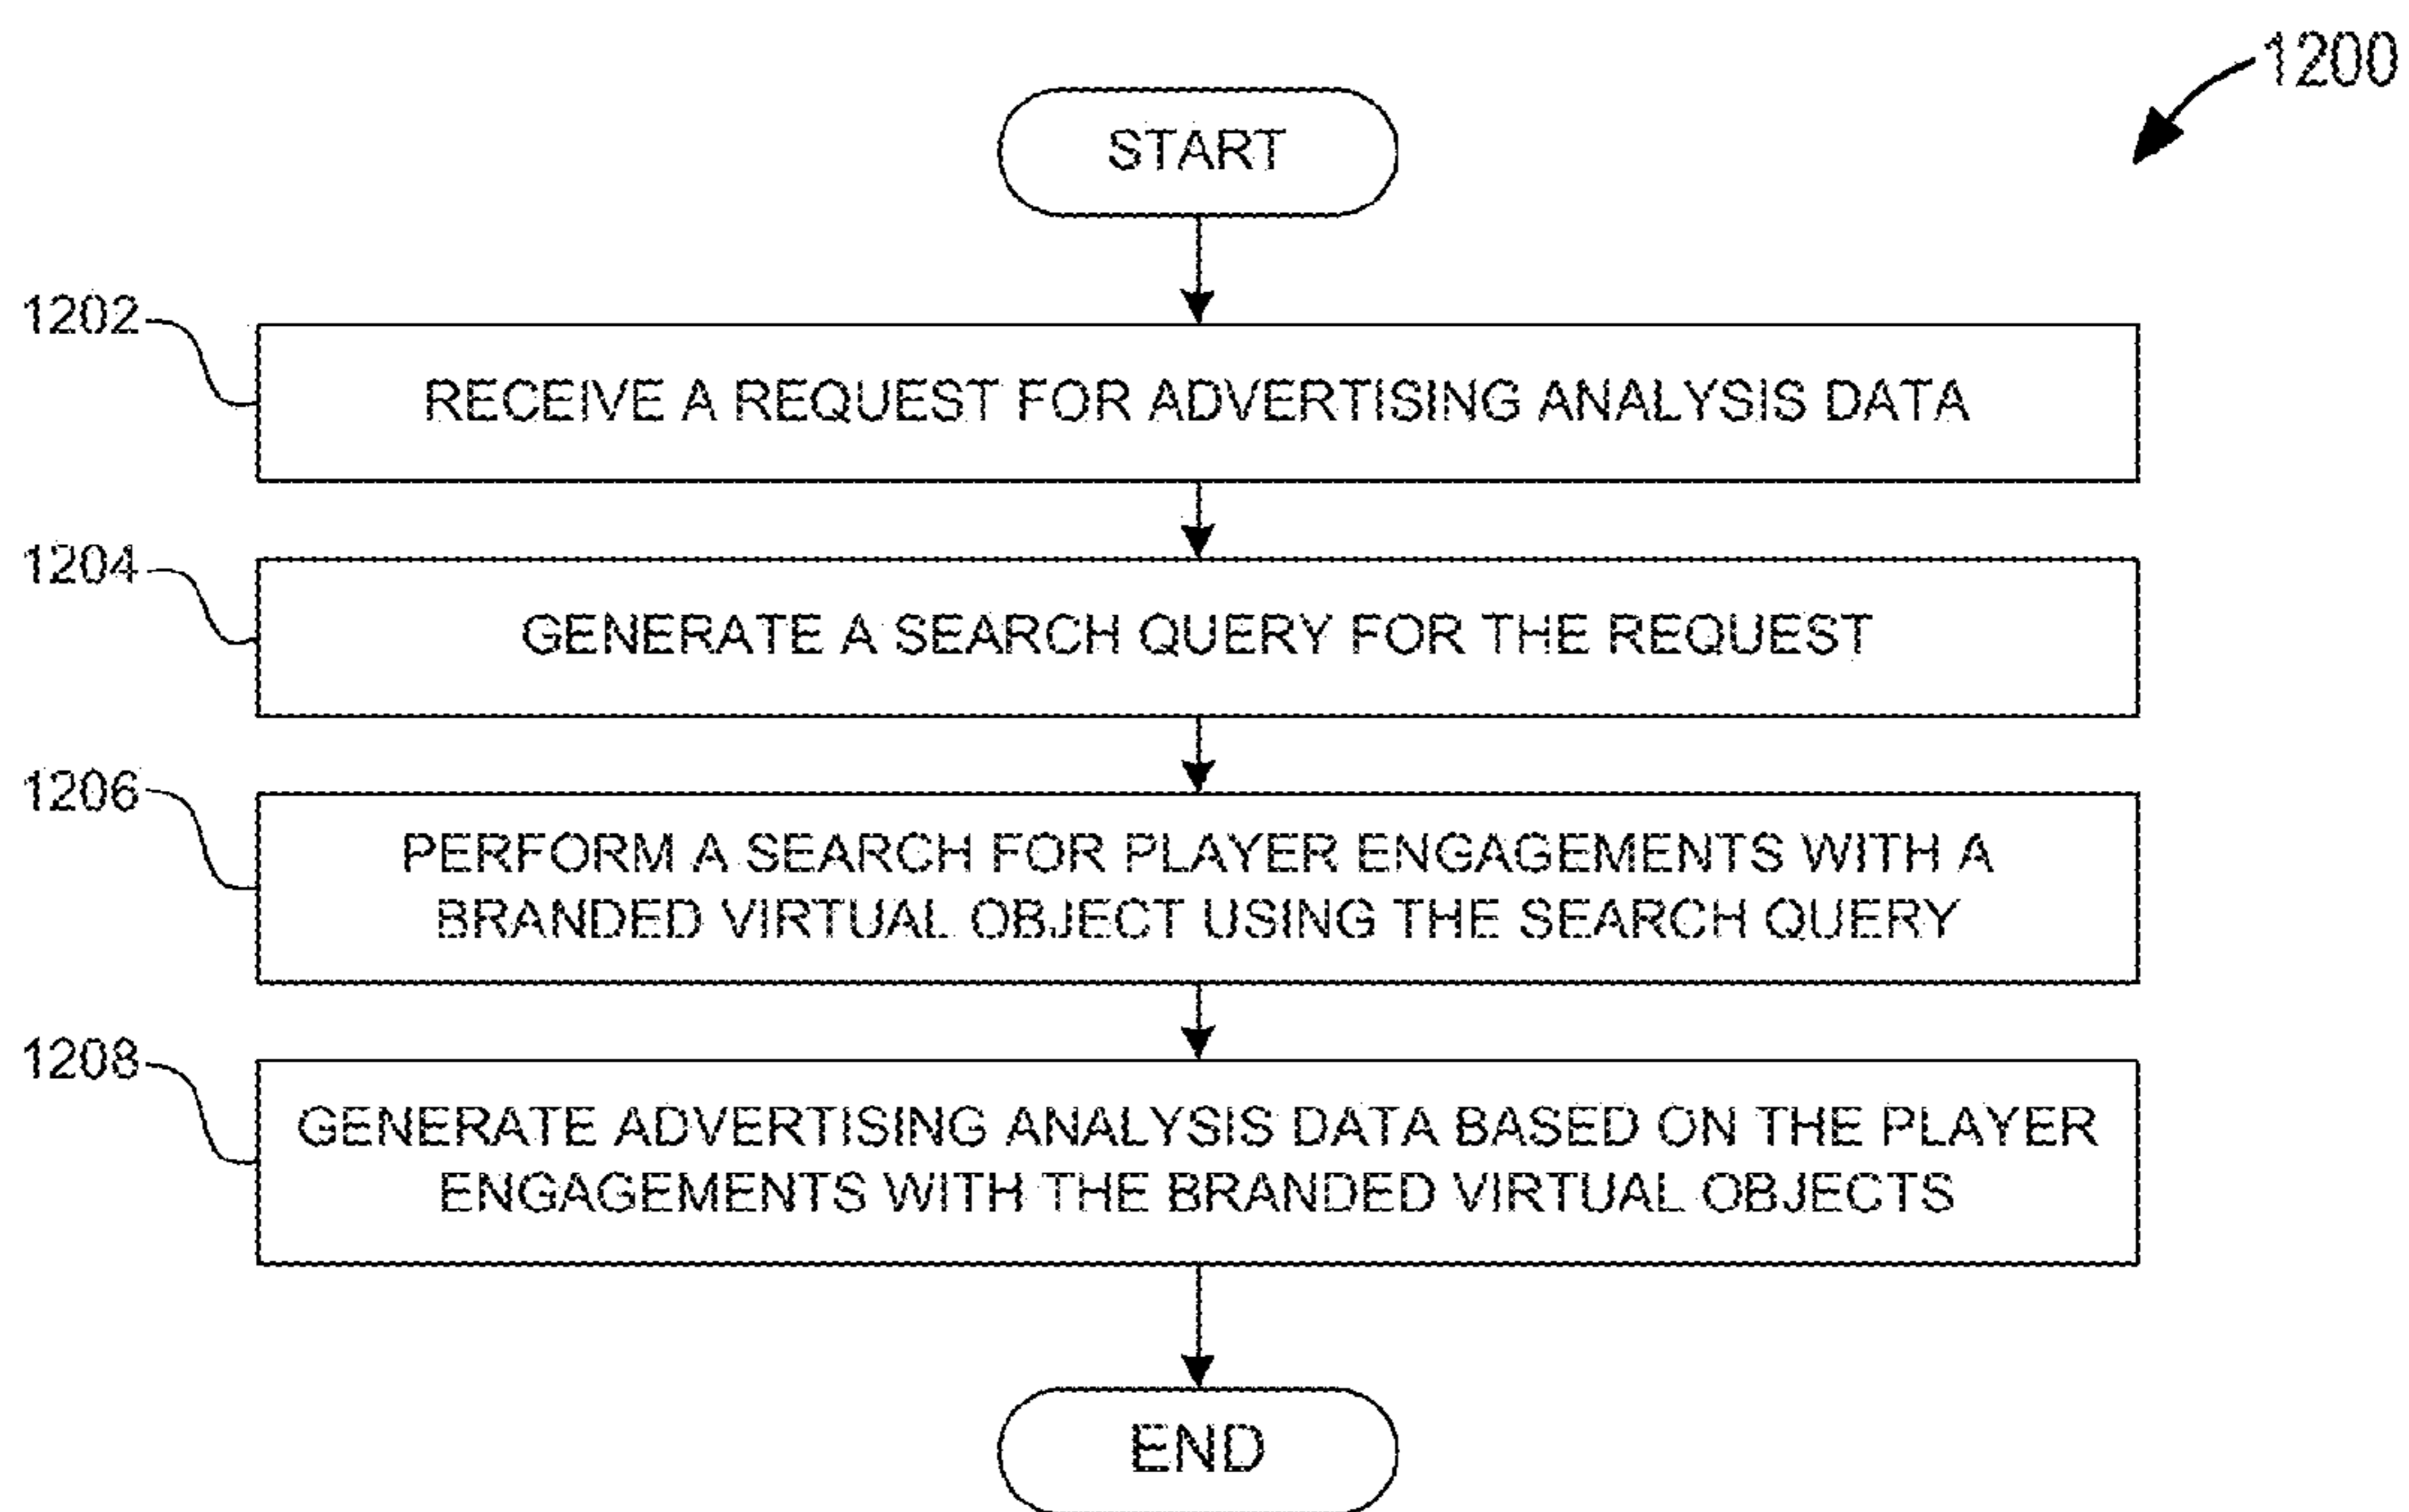 1200
START
1202
RECEIVE A REQUEST FOR ADVERTISING ANALYSIS DATA
1204
GENERATE A SEARCH QUERY FOR THE REQUEST
1206
PERFORM A SEARCH FOR PLAYER ENGAGEMENTS WITH A
BRANDED VIRTUAL OBJECT USING THE SEARCH QUERY
1208
GENERATE ADVERTISING ANALYSIS DATA BASED ON THE PLAYER
ENGAGEMENTS WITH THE BRANDED VIRTUAL OBJECTS
END